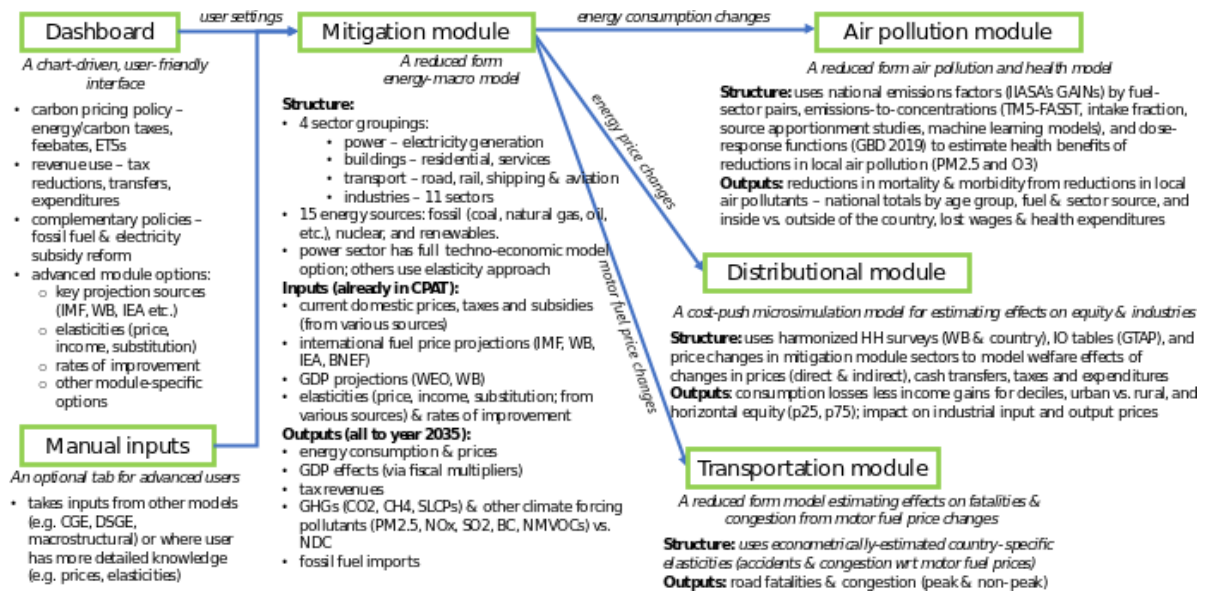 Dashboard
A chart-driven, user-friendly
interface
• carbon pricing policy –
energy/carbon taxes,
feebates, ETSs
• revenue use – tax
reductions, transfers,
expenditures
• complementary policies –
fossil fuel & electricity
subsidy reform
• advanced module options:
o key projection sources
(IMF, WB, IEA etc.)
o elasticities (price,
income, substitution)
o rates of improvement
o other module-specific
options
Manual inputs
An optional tab for advanced users
• takes inputs from other models
(e.g. CGE, DSGE,
macrostructural) or where user
has more detailed knowledge
(e.g. prices, elasticities)
user settings
Mitigation module
A reduced form
energy-macro model
Structure:
• 4 sector groupings:
• power – electricity generation
• buildings – residential, services
• transport – road, rail, shipping & aviation
• industries – 11 sectors
• 15 energy sources: fossil (coal, natural gas, oil,
etc.), nuclear, and renewables.
• power sector has full techno-economic model
option; others use elasticity approach
Inputs (already in CPAT):
• current domestic prices, taxes and subsidies
(from various sources)
• international fuel price projections (IMF, WB,
IEA, BNEF)
• GDP projections (WEO, WB)
• elasticities (price, income, substitution; from
various sources) & rates of improvement
Outputs (all to year 2035):
• energy consumption & prices
• GDP effects (via fiscal multipliers)
• tax revenues
• GHGs (CO2, CH4, SLCPs) & other climate forcing
pollutants (PM2.5, NOx, SO2, BC, NMVOCs) vs.
NDC
• fossil fuel imports
energy consumption changes
energy price changes
motor fuel price changes
Air pollution module
A reduced form air pollution and health model
Structure: uses national emissions factors (IIASA's GAINs) by fuel-
sector pairs, emissions-to-concentrations (TM5-FASST, intake fraction,
source apportionment studies, machine learning models), and dose-
response functions (GBD 2019) to estimate health benefits of
reductions in local air pollution (PM2.5 and O3)
Outputs: reductions in mortality & morbidity from reductions in local
air pollutants – national totals by age group, fuel & sector source, and
inside vs. outside of the country, lost wages & health expenditures
Distributional module
A cost-push microsimulation model for estimating effects on equity & industries
Structure: uses harmonized HH surveys (WB & country), IO tables (GTAP), and
price changes in mitigation module sectors to model welfare effects of
changes in prices (direct & indirect), cash transfers, taxes and expenditures
Outputs: consumption losses less income gains for deciles, urban vs. rural, and
horizontal equity (p25, p75); impact on industrial input and output prices
Transportation module
A reduced form model estimating effects on fatalities &
congestion from motor fuel price changes
Structure: uses econometrically-estimated country-specific
elasticities (accidents & congestion wrt motor fuel prices)
Outputs: road fatalities & congestion (peak & non-peak)